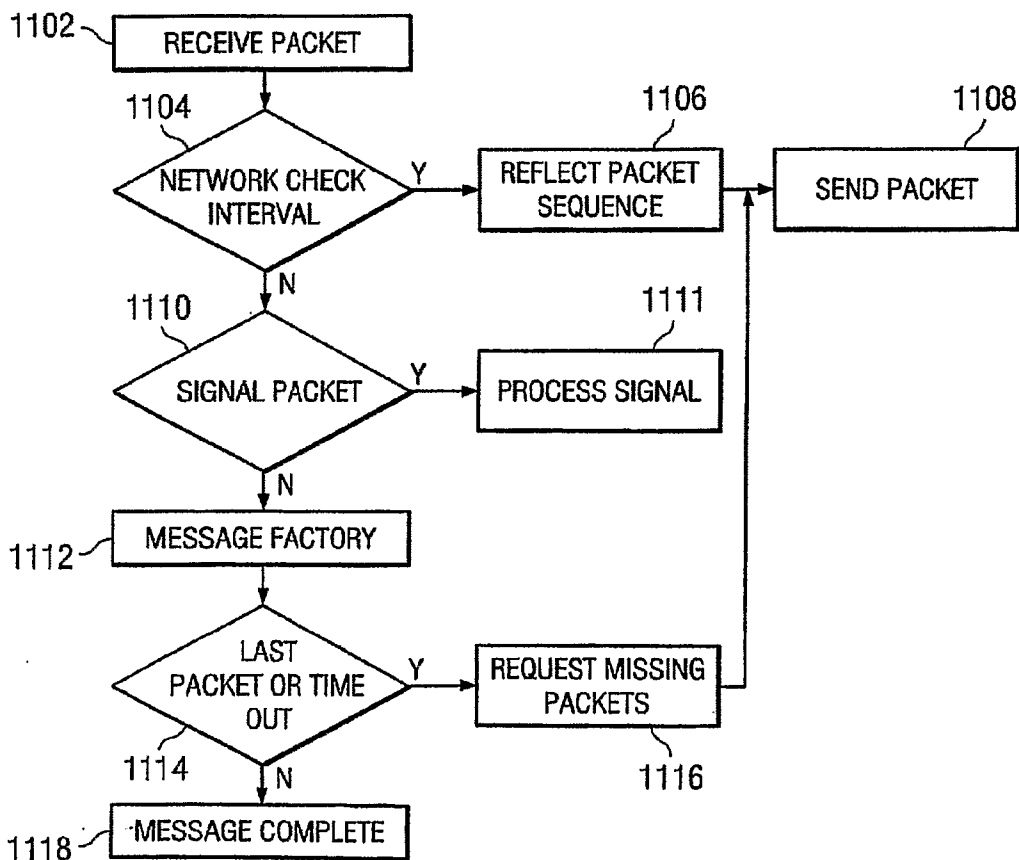 1102
RECEIVE PACKET
1104
NETWORK CHECK
INTERVAL
Y
N
1106
REFLECT PACKET
SEQUENCE
1108
SEND PACKET
1110
SIGNAL PACKET
Y
N
1111
PROCESS SIGNAL
1112
MESSAGE FACTORY
LAST
PACKET OR TIME
OUT
Y
1114
N
REQUEST MISSING
PACKETS
1116
1118
MESSAGE COMPLETE